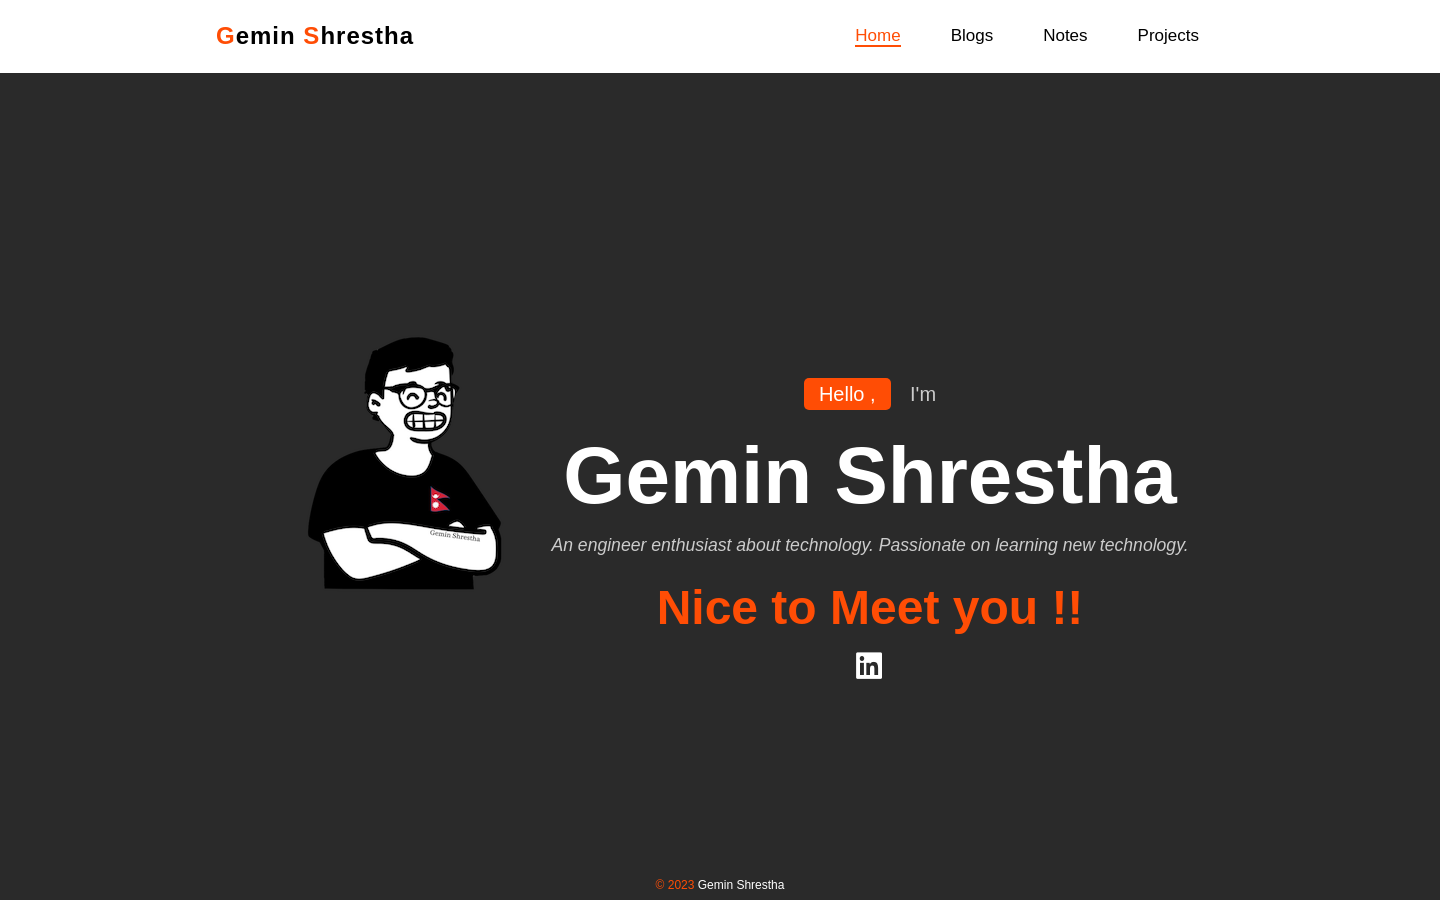 Gemin Shrestha
Home Blogs Notes Projects
Hello , I'm
Gemin Shrestha
An engineer enthusiast about technology. Passionate on learning new technology.
Nice to Meet you !!
in
Gemin Shrestha
© 2023 Gemin Shrestha